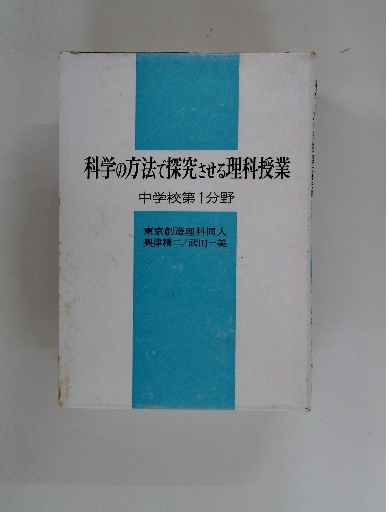 科学の方法で探究させる理科授業
中学校第1分野
東京創造理科同人
奥津精二/武田一美